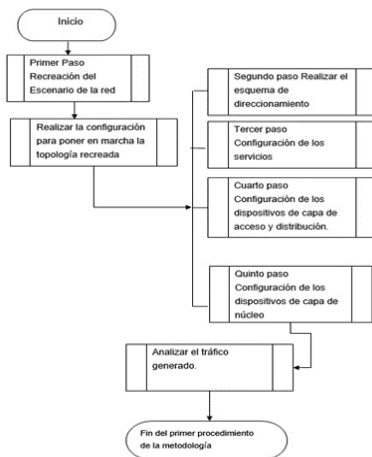 Inicio
Primer Paso
Recreación del
Escenario de la red
Realizar la configuración
para poner en marcha la
topología recreada
Segundo paso Realizar el
esquema de
direccionamiento
Tercer paso
Configuración de los
servicios
Cuarto paso
Configuración de los
dispositivos de capa de
acceso y distribución.
Quinto paso
Configuración de los
dispositivos de capa de
núcleo
Analizar el tráfico
generado.
Fin del primer procedimiento
de la metodología